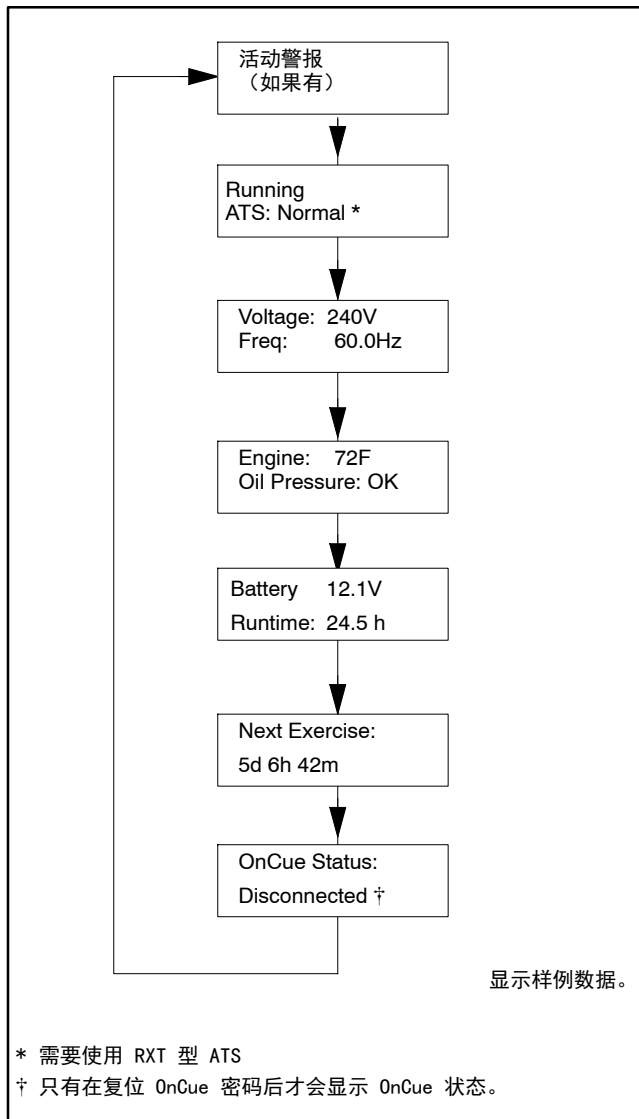 活动警报
（如果有）
Running
ATS: Normal *
Voltage: 240V
Freq: 60.0Hz
Engine: 72F
Oil Pressure: OK
Battery 12.1V
Runtime: 24.5 h
Next Exercise:
5d 6h 42m
OnCue Status:
Disconnected †
显示样例数据。
* 需要使用 RXT 型 ATS
† 只有在复位 OnCue 密码后才会显示 OnCue 状态。